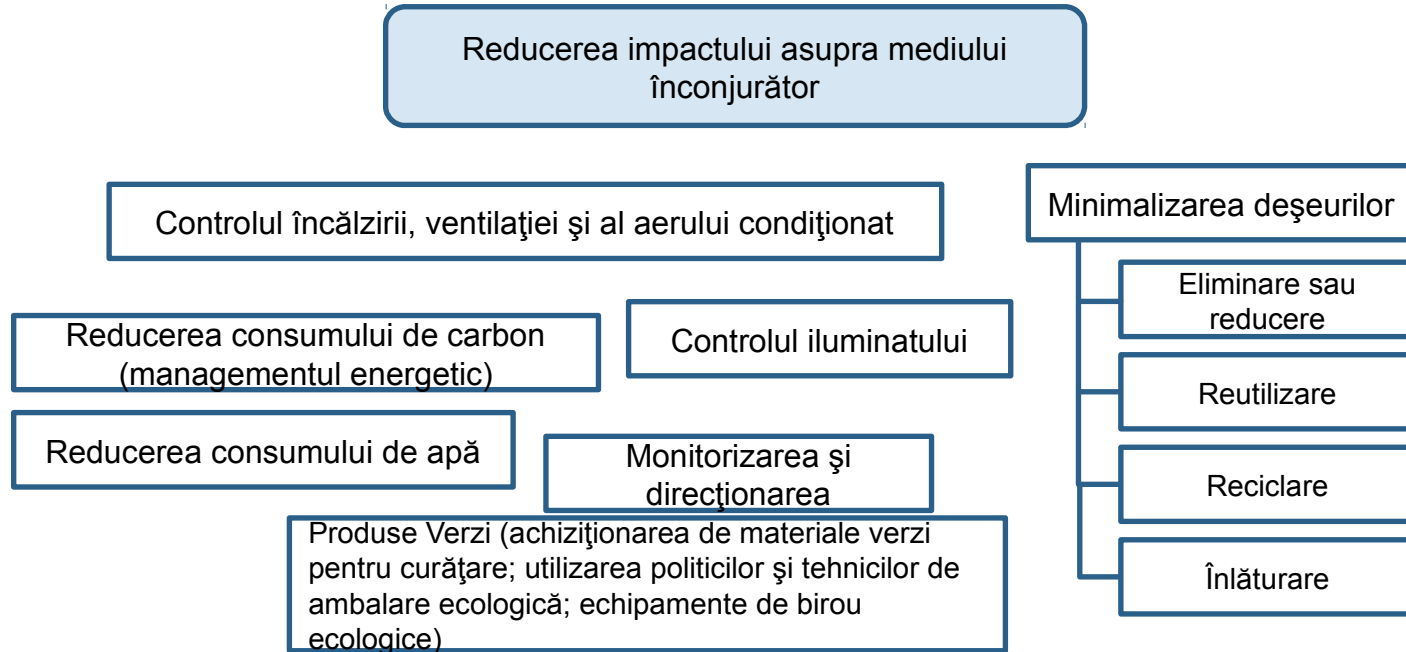 Reducerea impactului asupra mediului
înconjurător
Controlul încălzirii, ventilaţiei şi al aerului condiţionat
Minimalizarea deşeurilor
Eliminare sau
reducere
Reducerea consumului de carbon
(managementul energetic)
Controlul iluminatului
Reutilizare
Reducerea consumului de apă
Monitorizarea şi
direcţionarea
Reciclare
Produse Verzi (achiziţionarea de materiale verzi
pentru curăţare; utilizarea politicilor şi tehnicilor de
ambalare ecologică; echipamente de birou
ecologice)
Înlăturare